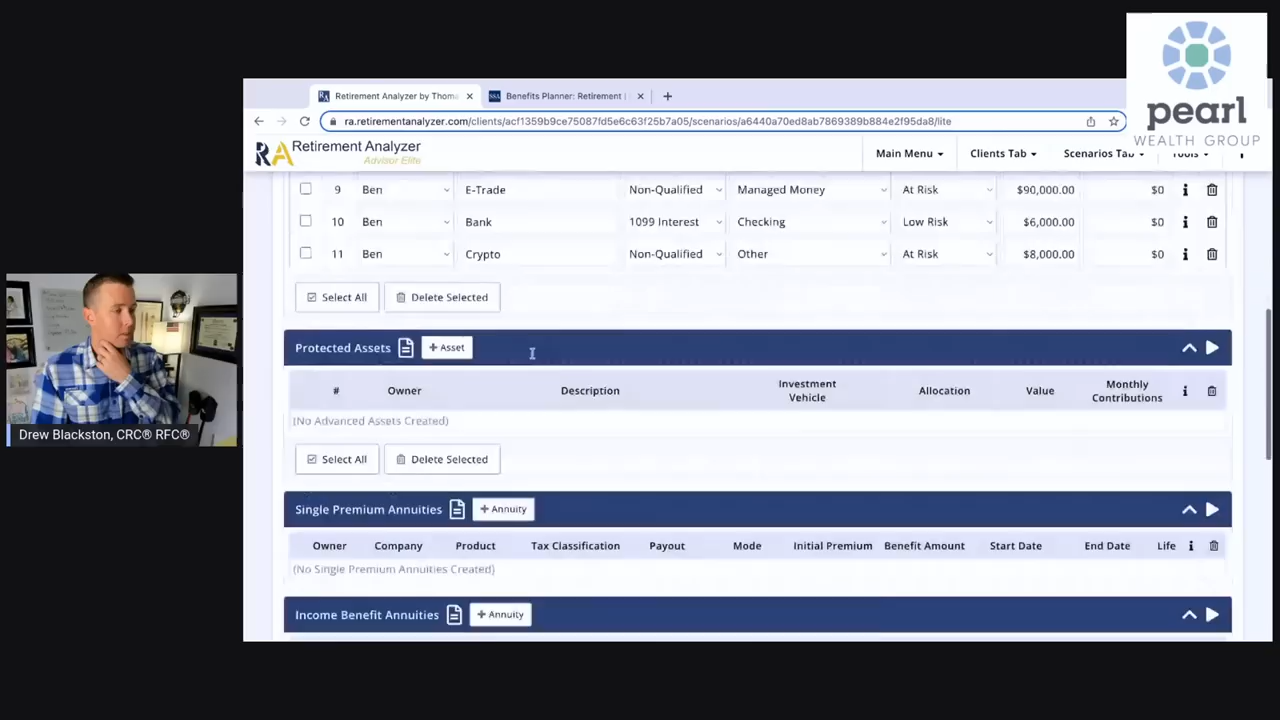 pearl
WEALTH GROUP
Retirement Analyzer by Thoma
Benefits Planner: Retirement
ra.retirementanalyzer.com/clients/acf1359b9ce75087fd5e6c63f25b7a05/scenarios/a6440a70ed8ab7869389b884e2f95da8/lite
RA Retirement Analyzer
Advisor Elite
Main Menu
Clients Tab
Scenarios Tab
Tools
9 Ben E-Trade Non-Qualified Managed Money At Risk $90,000.00 $0
10 Ben Bank 1099 Interest Checking Low Risk $6,000.00 $0
11 Ben Crypto Non-Qualified Other At Risk $8,000.00 $0
Select All Delete Selected
Protected Assets + Asset
# Owner Description Investment Vehicle Allocation Value Monthly Contributions
(No Advanced Assets Created)
Select All Delete Selected
Single Premium Annuities + Annuity
Owner Company Product Tax Classification Payout Mode Initial Premium Benefit Amount Start Date End Date Life
(No Single Premium Annuities Created)
Income Benefit Annuities + Annuity
Drew Blackston, CRC® RFC®